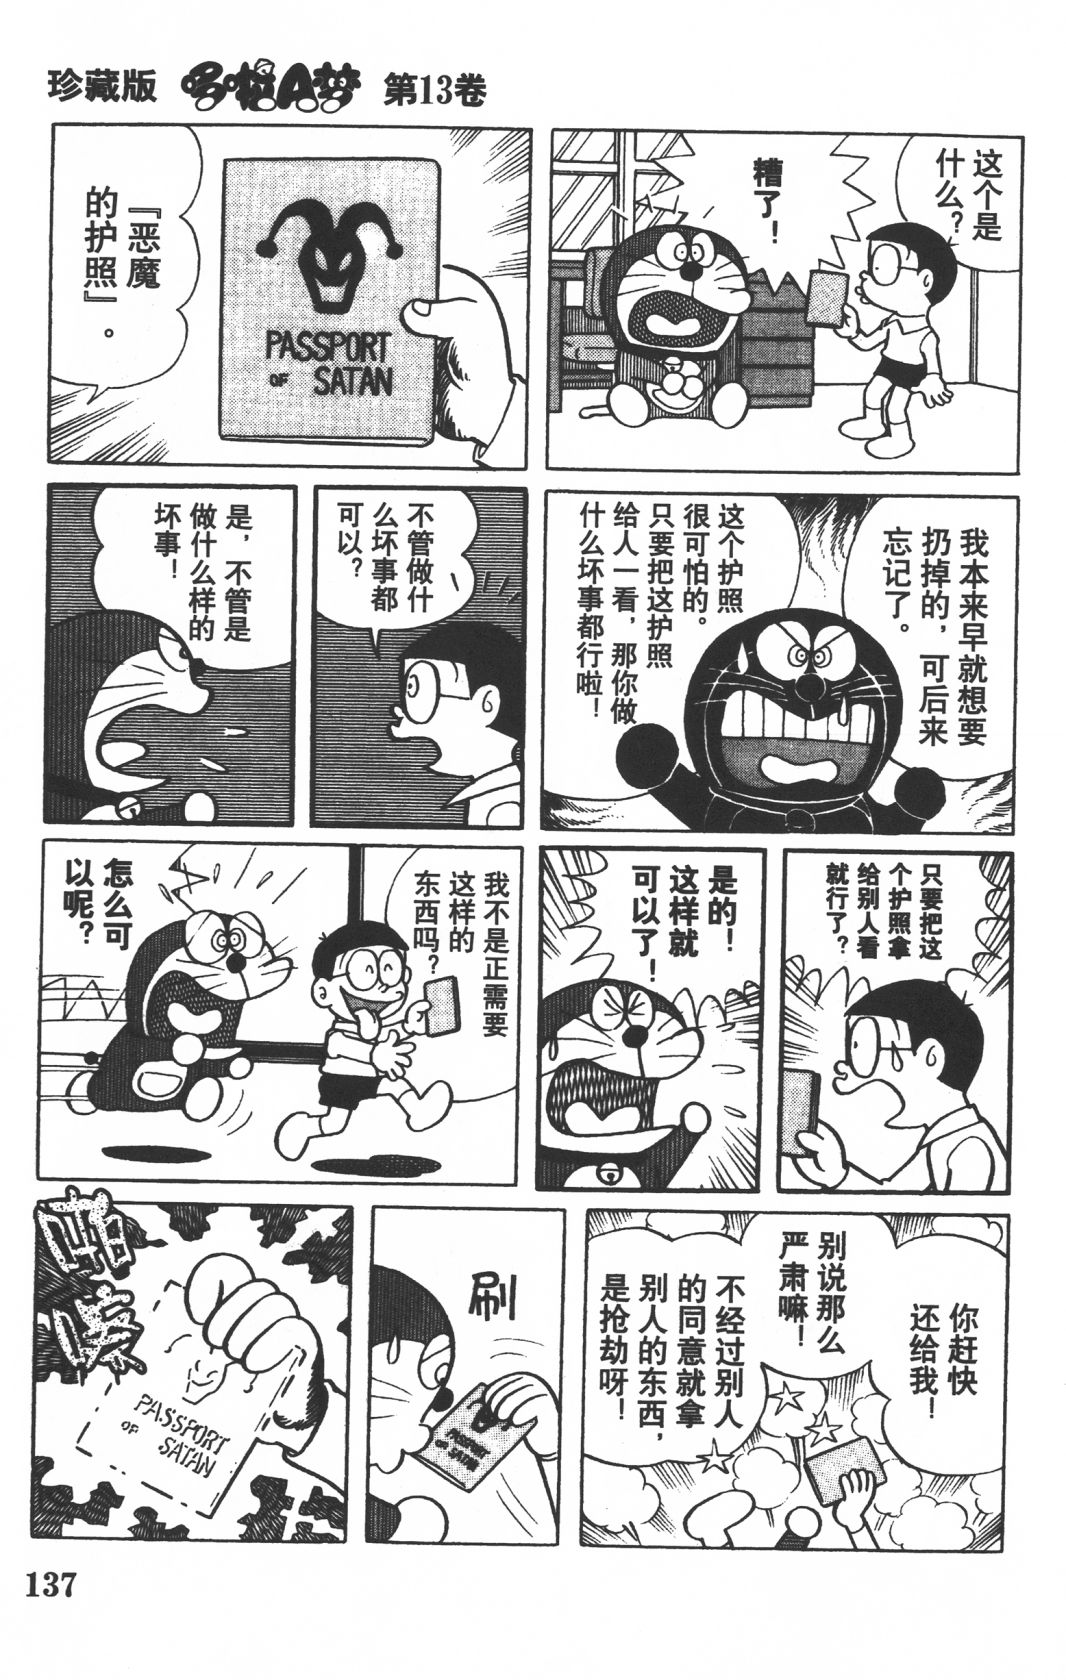 珍藏版 哆啦A梦 第13卷
这个是
什么？
糟了！
『恶魔
的护照』。
PASSPORT
OF
SATAN
我本来早就想要
扔掉的，可后来
忘记了。
这个护照
很可怕的。
只要把这护照
给人一看，那你做
什么坏事都行啦！
不管做什
么坏事都
可以？
是，不管是
做什么样的
坏事！
只要把这
个护照拿
给别人看
就行了？
是的！
这样就
可以了！
我不是正需要
这样的
东西吗？
怎么可
以呢？
你赶快
还给我！
别说那么
严肃嘛！
不经过别人
的同意就拿
别人的东西，
是抢劫呀！
刷
PASSPORT
OF
SATAN
PASSPORT
OF
SATAN
137